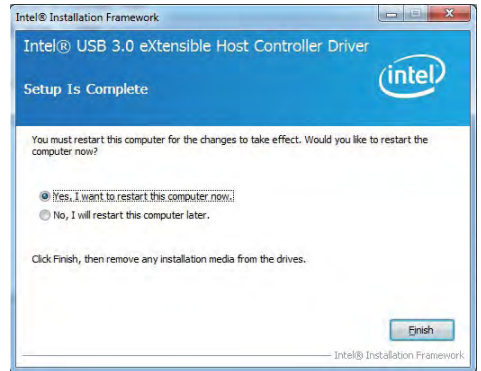 Intel® Installation Framework
Intel® USB 3.0 eXtensible Host Controller Driver
Setup Is Complete
intel®
You must restart this computer for the changes to take effect. Would you like to restart the
computer now?
Yes, I want to restart this computer now.
No, I will restart this computer later.
Click Finish, then remove any installation media from the drives.
Finish
Intel® Installation Framework